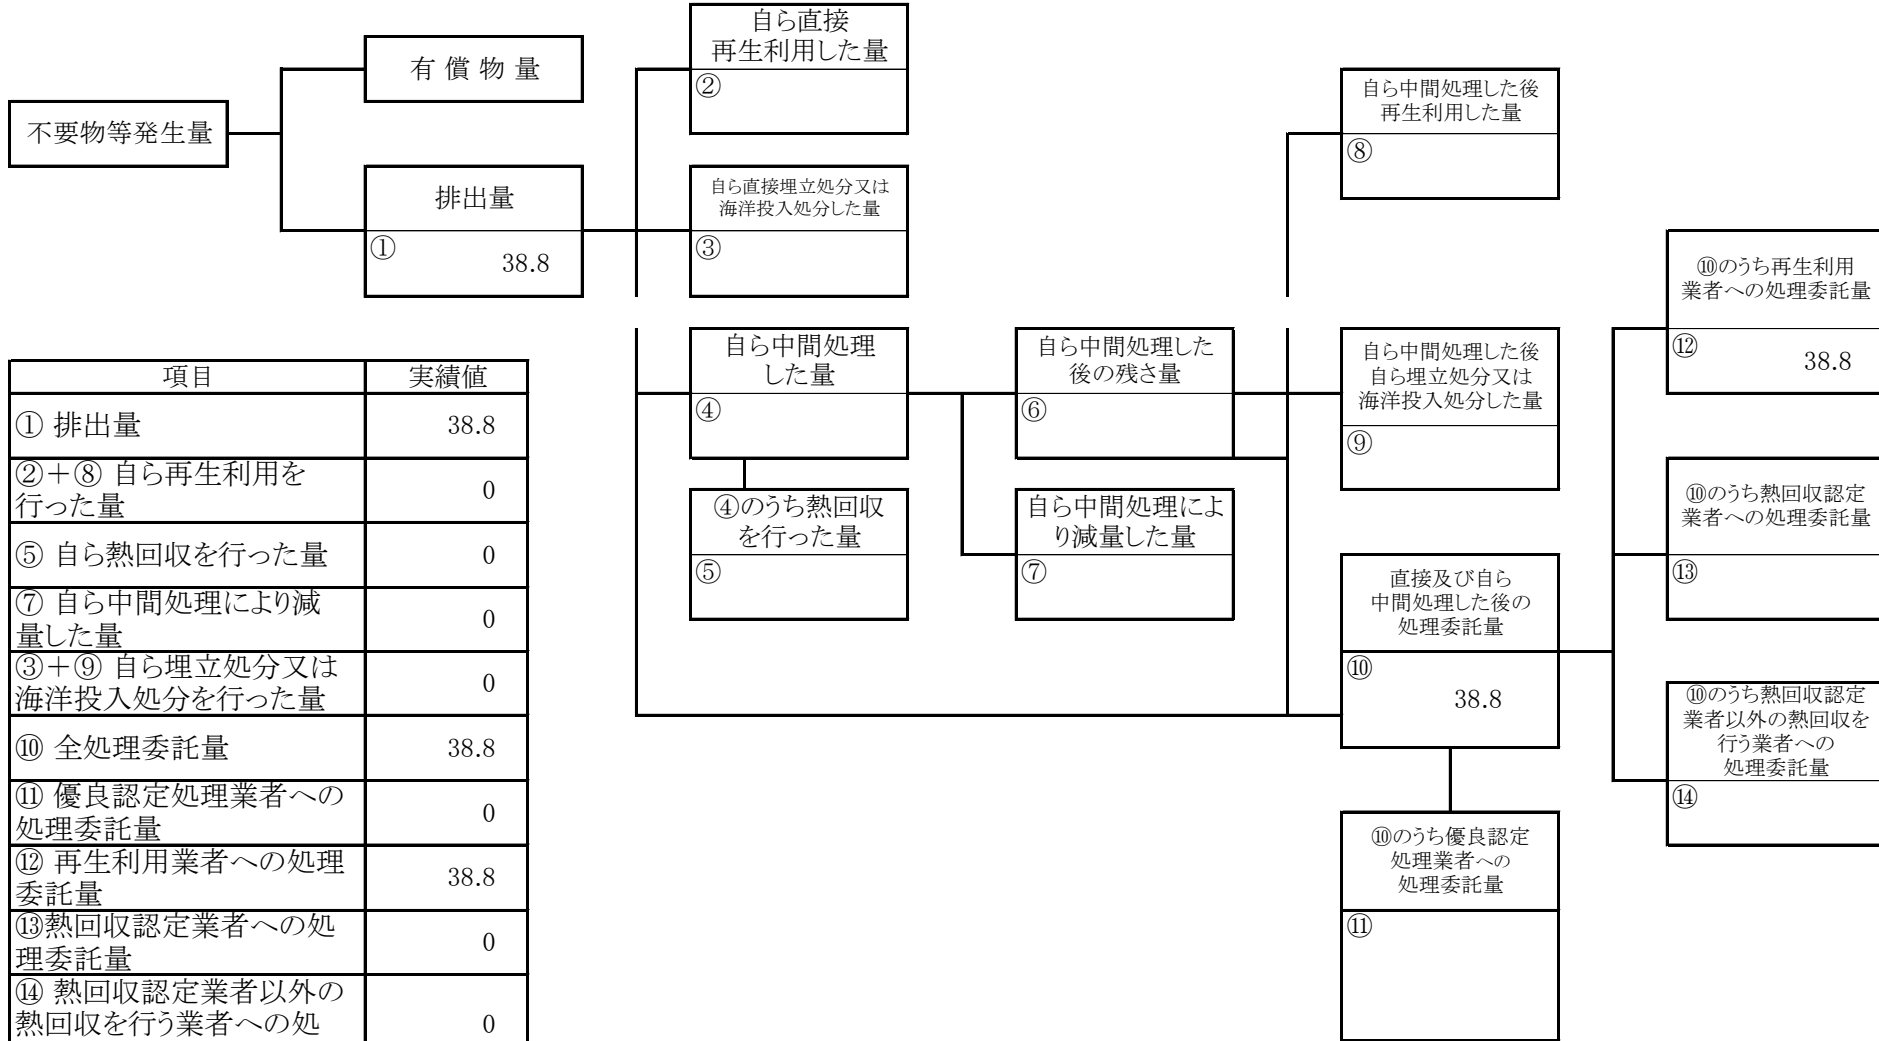 不要物等発生量
有 償 物 量
排出量
①
38.8
自ら直接
再生利用した量
②
自ら直接埋立処分又は
海洋投入処分した量
③
自ら中間処理
した量
④
④のうち熱回収
を行った量
⑤
自ら中間処理した
後の残さ量
⑥
自ら中間処理によ
り減量した量
⑦
自ら中間処理した後
再生利用した量
⑧
自ら中間処理した後
自ら埋立処分又は
海洋投入処分した量
⑨
直接及び自ら
中間処理した後の
処理委託量
⑩
38.8
⑩のうち優良認定
処理業者への
処理委託量
⑪
⑩のうち再生利用
業者への処理委託量
⑫
38.8
⑩のうち熱回収認定
業者への処理委託量
⑬
⑩のうち熱回収認定
業者以外の熱回収を
行う業者への
処理委託量
⑭
項目 実績値
① 排出量 38.8
②＋⑧ 自ら再生利用を
行った量 0
⑤ 自ら熱回収を行った量 0
⑦ 自ら中間処理により減
量した量 0
③＋⑨ 自ら埋立処分又は
海洋投入処分を行った量 0
⑩ 全処理委託量 38.8
⑪ 優良認定処理業者への
処理委託量 0
⑫ 再生利用業者への処理
委託量 38.8
⑬熱回収認定業者への処
理委託量 0
⑭ 熱回収認定業者以外の
熱回収を行う業者への処 0